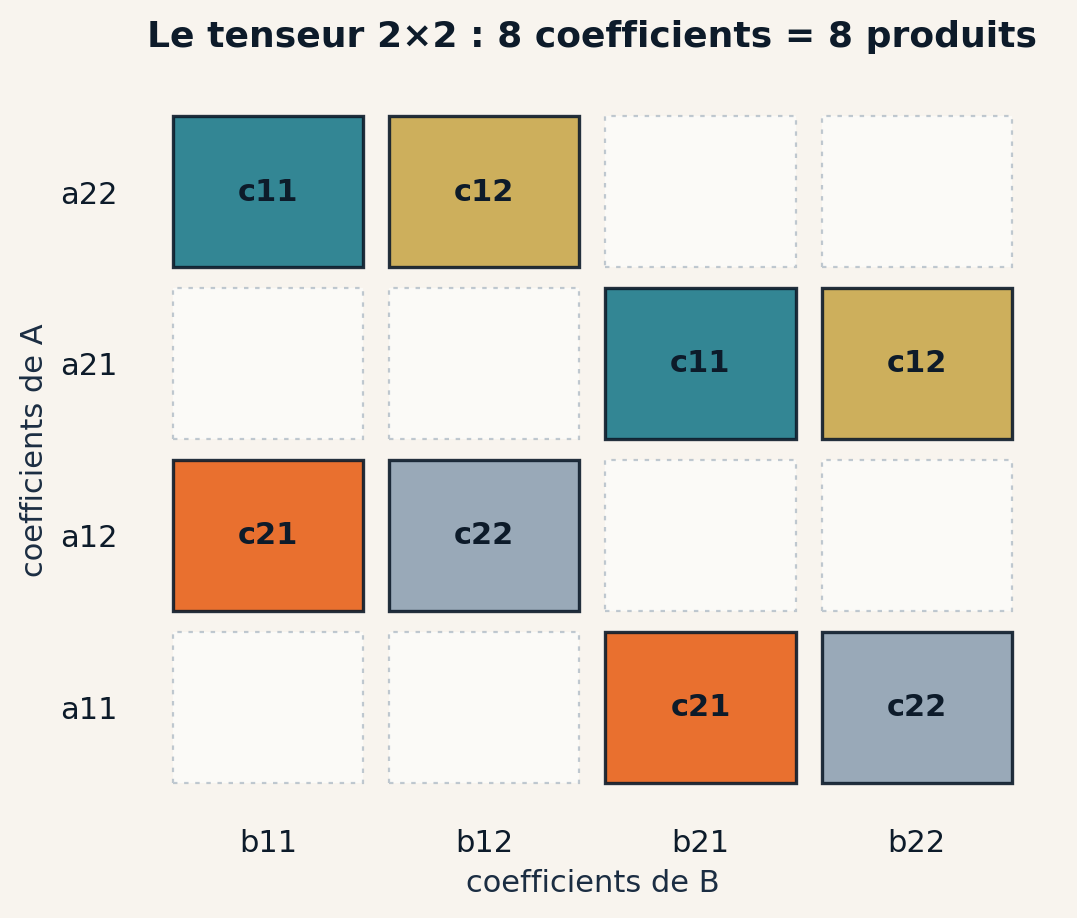 Le tenseur 2×2 : 8 coefficients = 8 produits
coefficients de A
a22 c11 c12
a21 c11 c12
a12 c21 c22
a11 c21 c22
b11 b12 b21 b22
coefficients de B